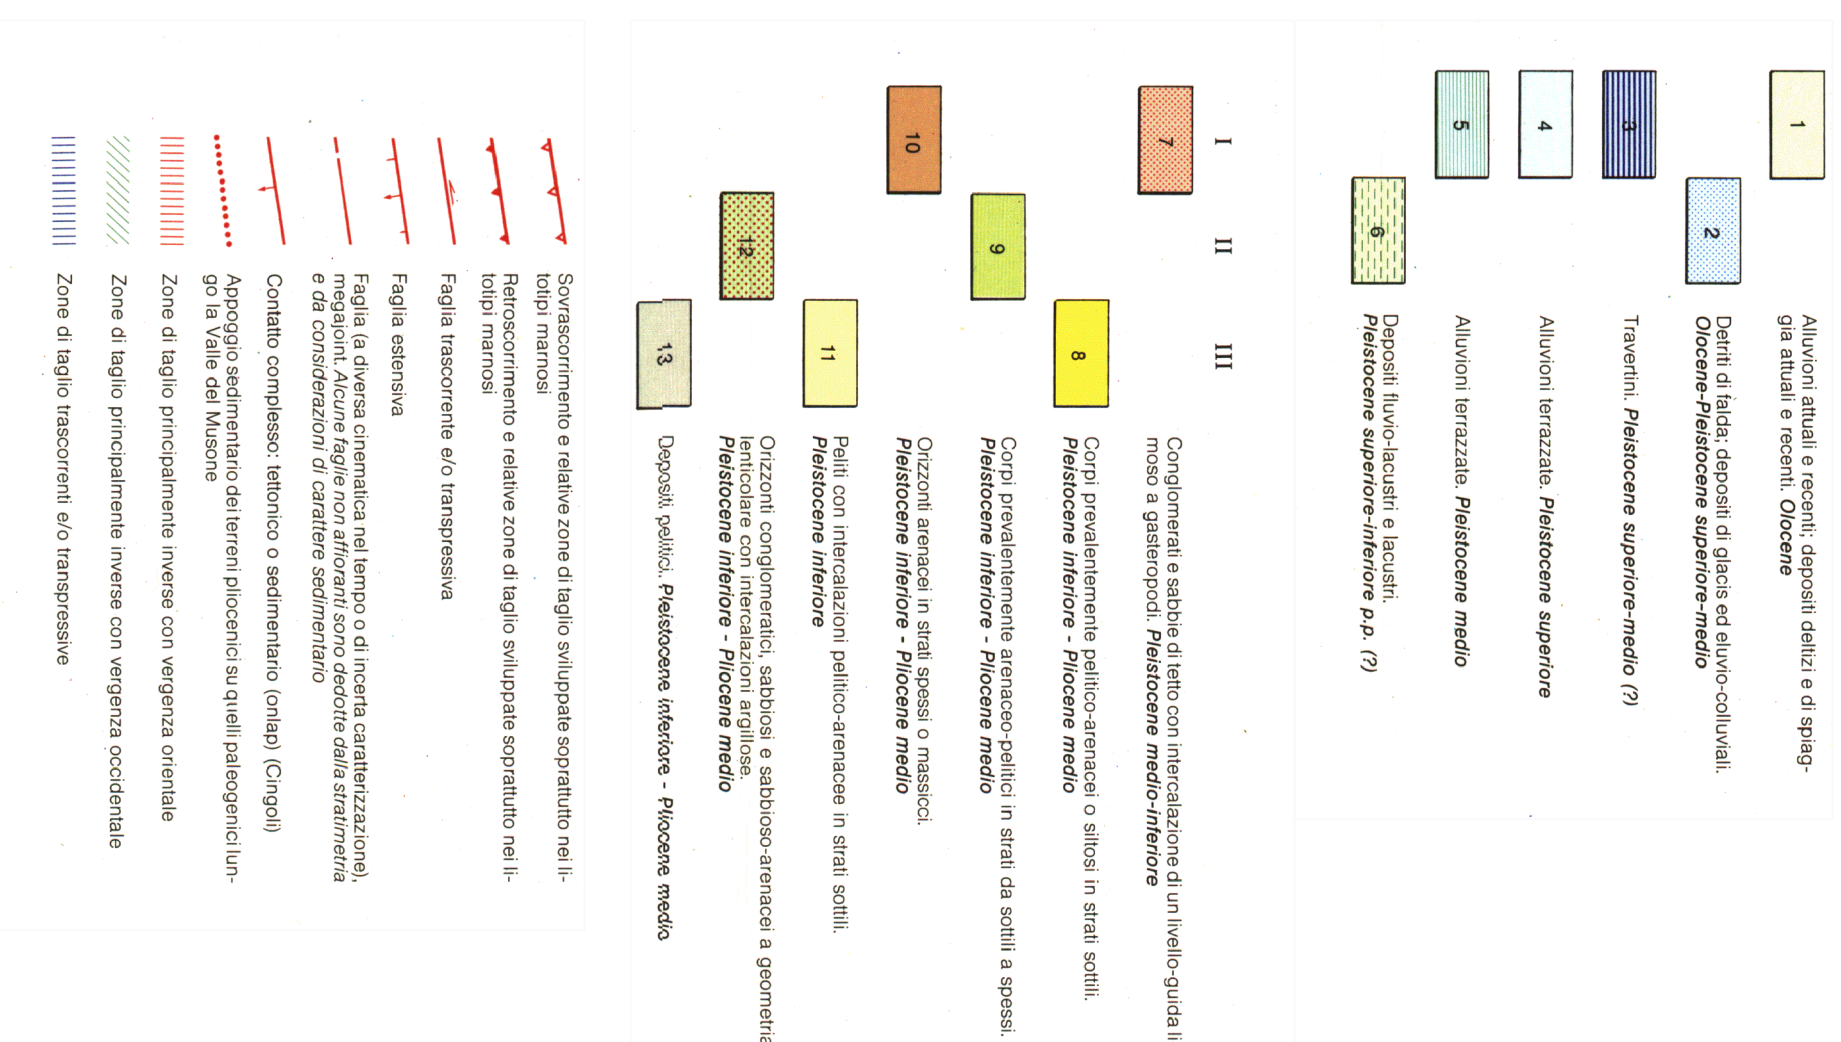 1
Alluvioni attuali e recenti; depositi deltizi e di spiag-
gia attuali e recenti. Olocene
2
Detriti di falda; depositi di glacis ed eluvio-colluviali.
Olocene-Pleistocene superiore-medio
3
Travertini. Pleistocene superiore-medio (?)
4
Alluvioni terrazzate. Pleistocene superiore
5
Alluvioni terrazzate. Pleistocene medio
6
Depositi fluvio-lacustri e lacustri.
Pleistocene superiore-inferiore p.p. (?)
I II III
7
Conglomerati e sabbie di tetto con intercalazione di un livello-guida li
moso a gasteropodi. Pleistocene medio-inferiore
8
Corpi prevalentemente pelitico-arenacei o siltosi in strati sottili.
Pleistocene inferiore - Pliocene medio
9
Corpi prevalentemente arenaceo-pelitici in strati da sottili a spessi.
Pleistocene inferiore - Pliocene medio
10
Orizzonti arenacei in strati spessi o massicci.
Pleistocene inferiore - Pliocene medio
11
Peliti con intercalazioni pelitico-arenacee in strati sottili.
Pleistocene inferiore
12
Orizzonti conglomeratici, sabbiosi e sabbioso-arenacei a geometria
lenticolare con intercalazioni argillose.
Pleistocene inferiore - Pliocene medio
13
Depositi pelitici. Pleistocene inferiore - Pliocene medio
Sovrascorrimento e relative zone di taglio sviluppate soprattutto nei li-
totipi marnosi
Retroscorrimento e relative zone di taglio sviluppate soprattutto nei li-
totipi marnosi
Faglia trascorrente e/o transpressiva
Faglia estensiva
Faglia (a diversa cinematica nel tempo o di incerta caratterizzazione),
megajoint. Alcune faglie non affioranti sono dedotte dalla stratimetria
e da considerazioni di carattere sedimentario
Contatto complesso: tettonico o sedimentario (onlap) (Cingoli)
Appoggio sedimentario dei terreni pliocenici su quelli paleogenici lun-
go la Valle del Musone
Zone di taglio principalmente inverse con vergenza orientale
Zone di taglio principalmente inverse con vergenza occidentale
Zone di taglio trascorrenti e/o transpressive